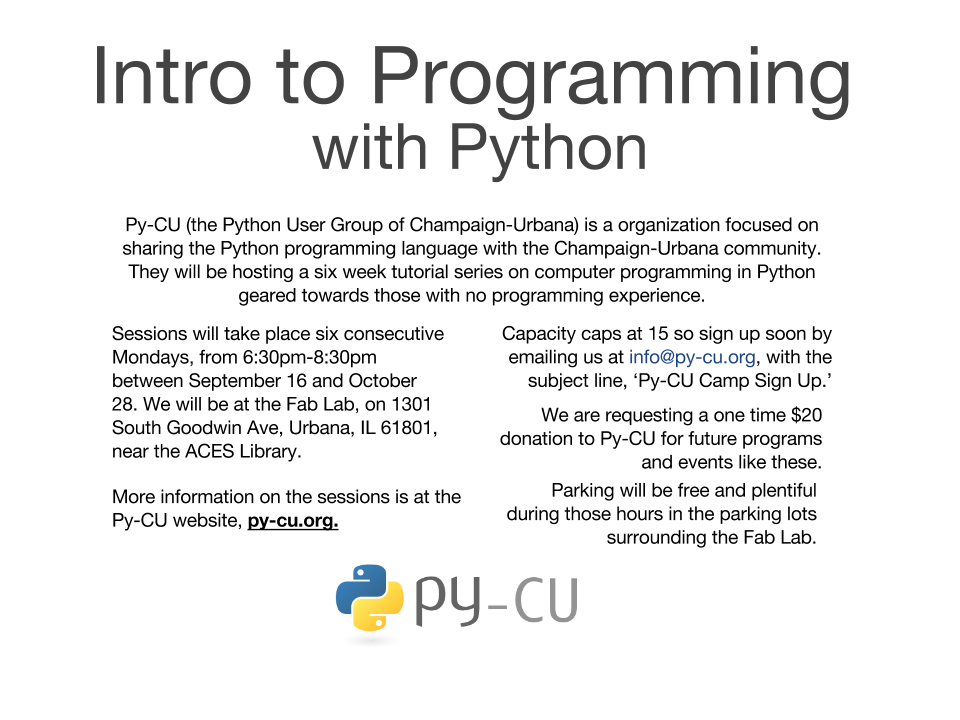 Intro to Programming
with Python
Py-CU (the Python User Group of Champaign-Urbana) is a organization focused on
sharing the Python programming language with the Champaign-Urbana community.
They will be hosting a six week tutorial series on computer programming in Python
geared towards those with no programming experience.
Sessions will take place six consecutive
Mondays, from 6:30pm-8:30pm
between September 16 and October
28. We will be at the Fab Lab, on 1301
South Goodwin Ave, Urbana, IL 61801,
near the ACES Library.
More information on the sessions is at the
Py-CU website, py-cu.org.
Capacity caps at 15 so sign up soon by
emailing us at info@py-cu.org, with the
subject line, ‘Py-CU Camp Sign Up.’
We are requesting a one time $20
donation to Py-CU for future programs
and events like these.
Parking will be free and plentiful
during those hours in the parking lots
surrounding the Fab Lab.
py-CU